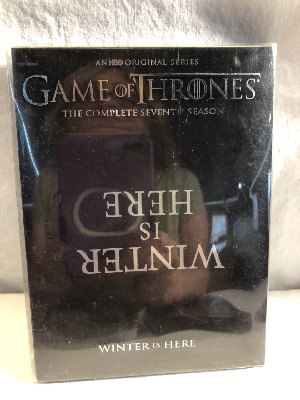 AN HBO ORIGINAL SERIES
GAME OF THRONES
THE COMPLETE SEVENTH SEASON
WINTER
IS
HERE
WINTER IS HERE